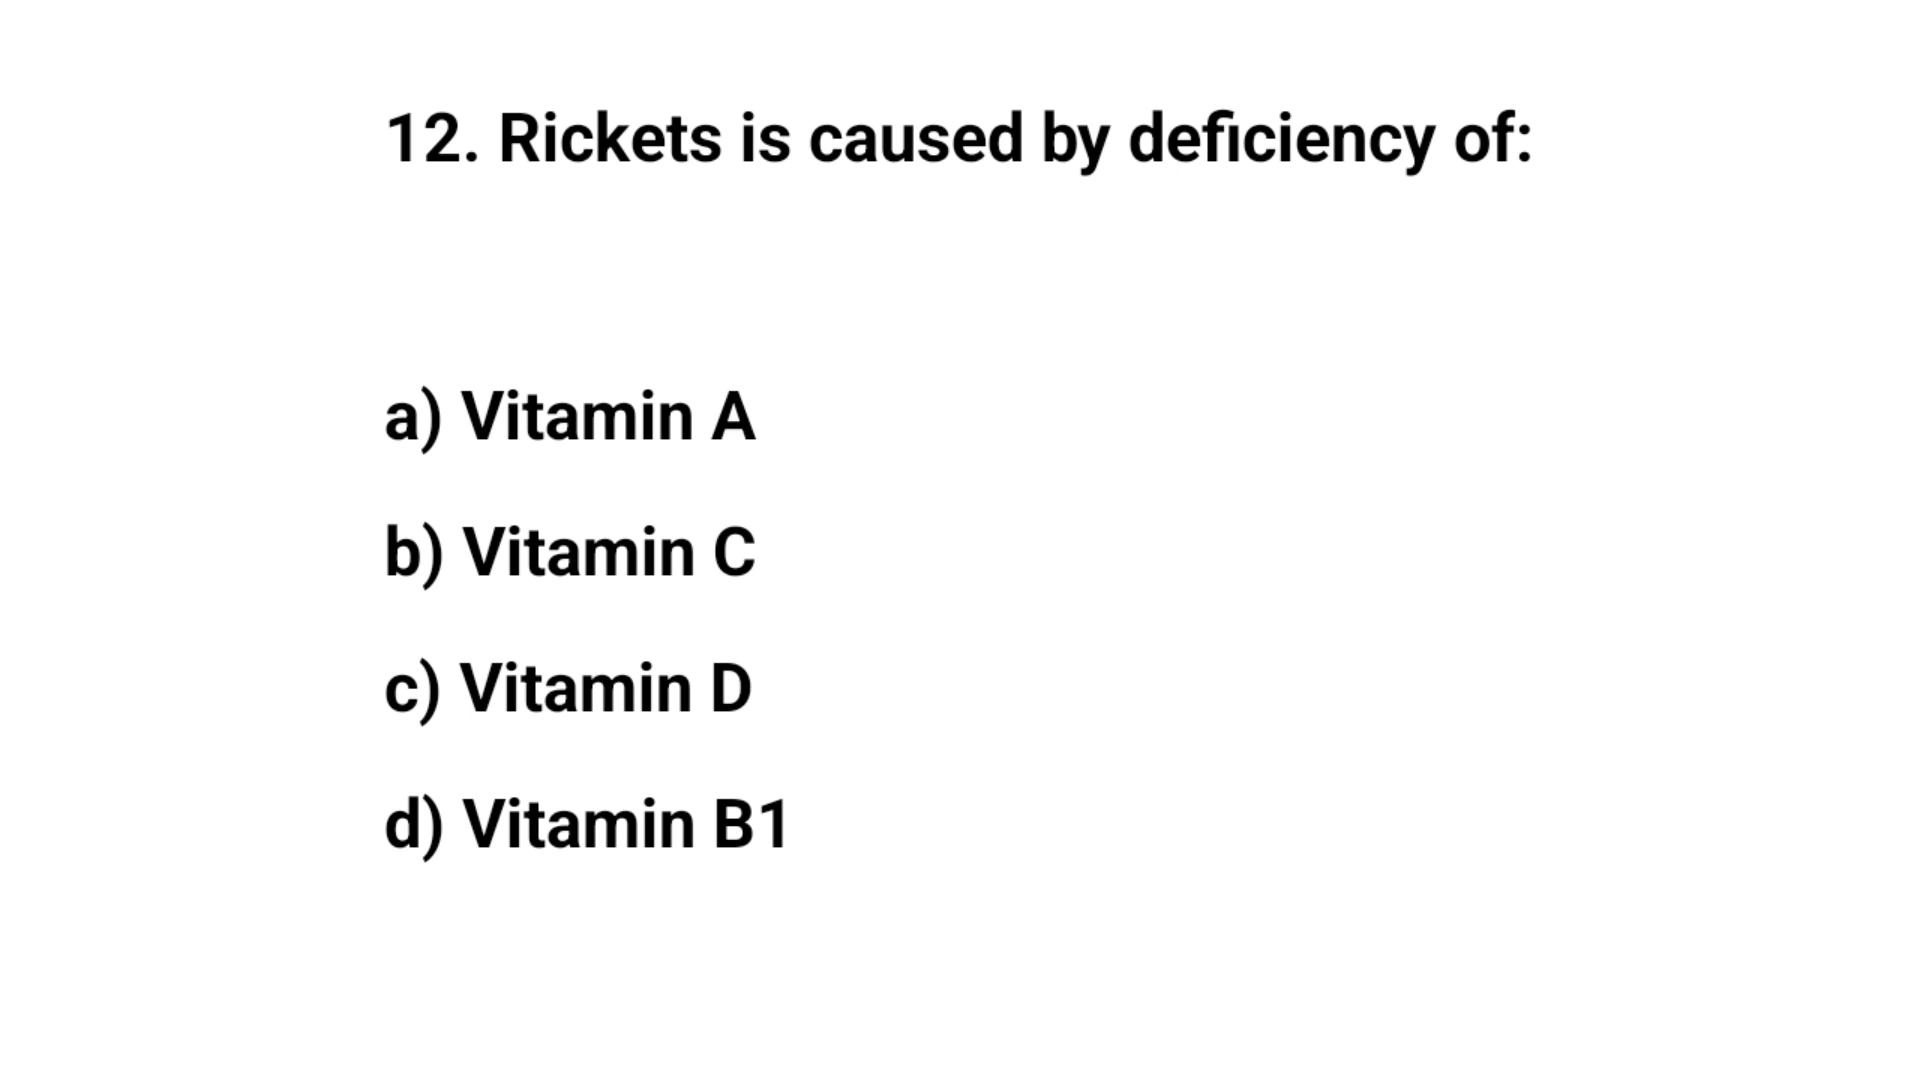 12. Rickets is caused by deficiency of:
a) Vitamin A
b) Vitamin C
c) Vitamin D
d) Vitamin B1